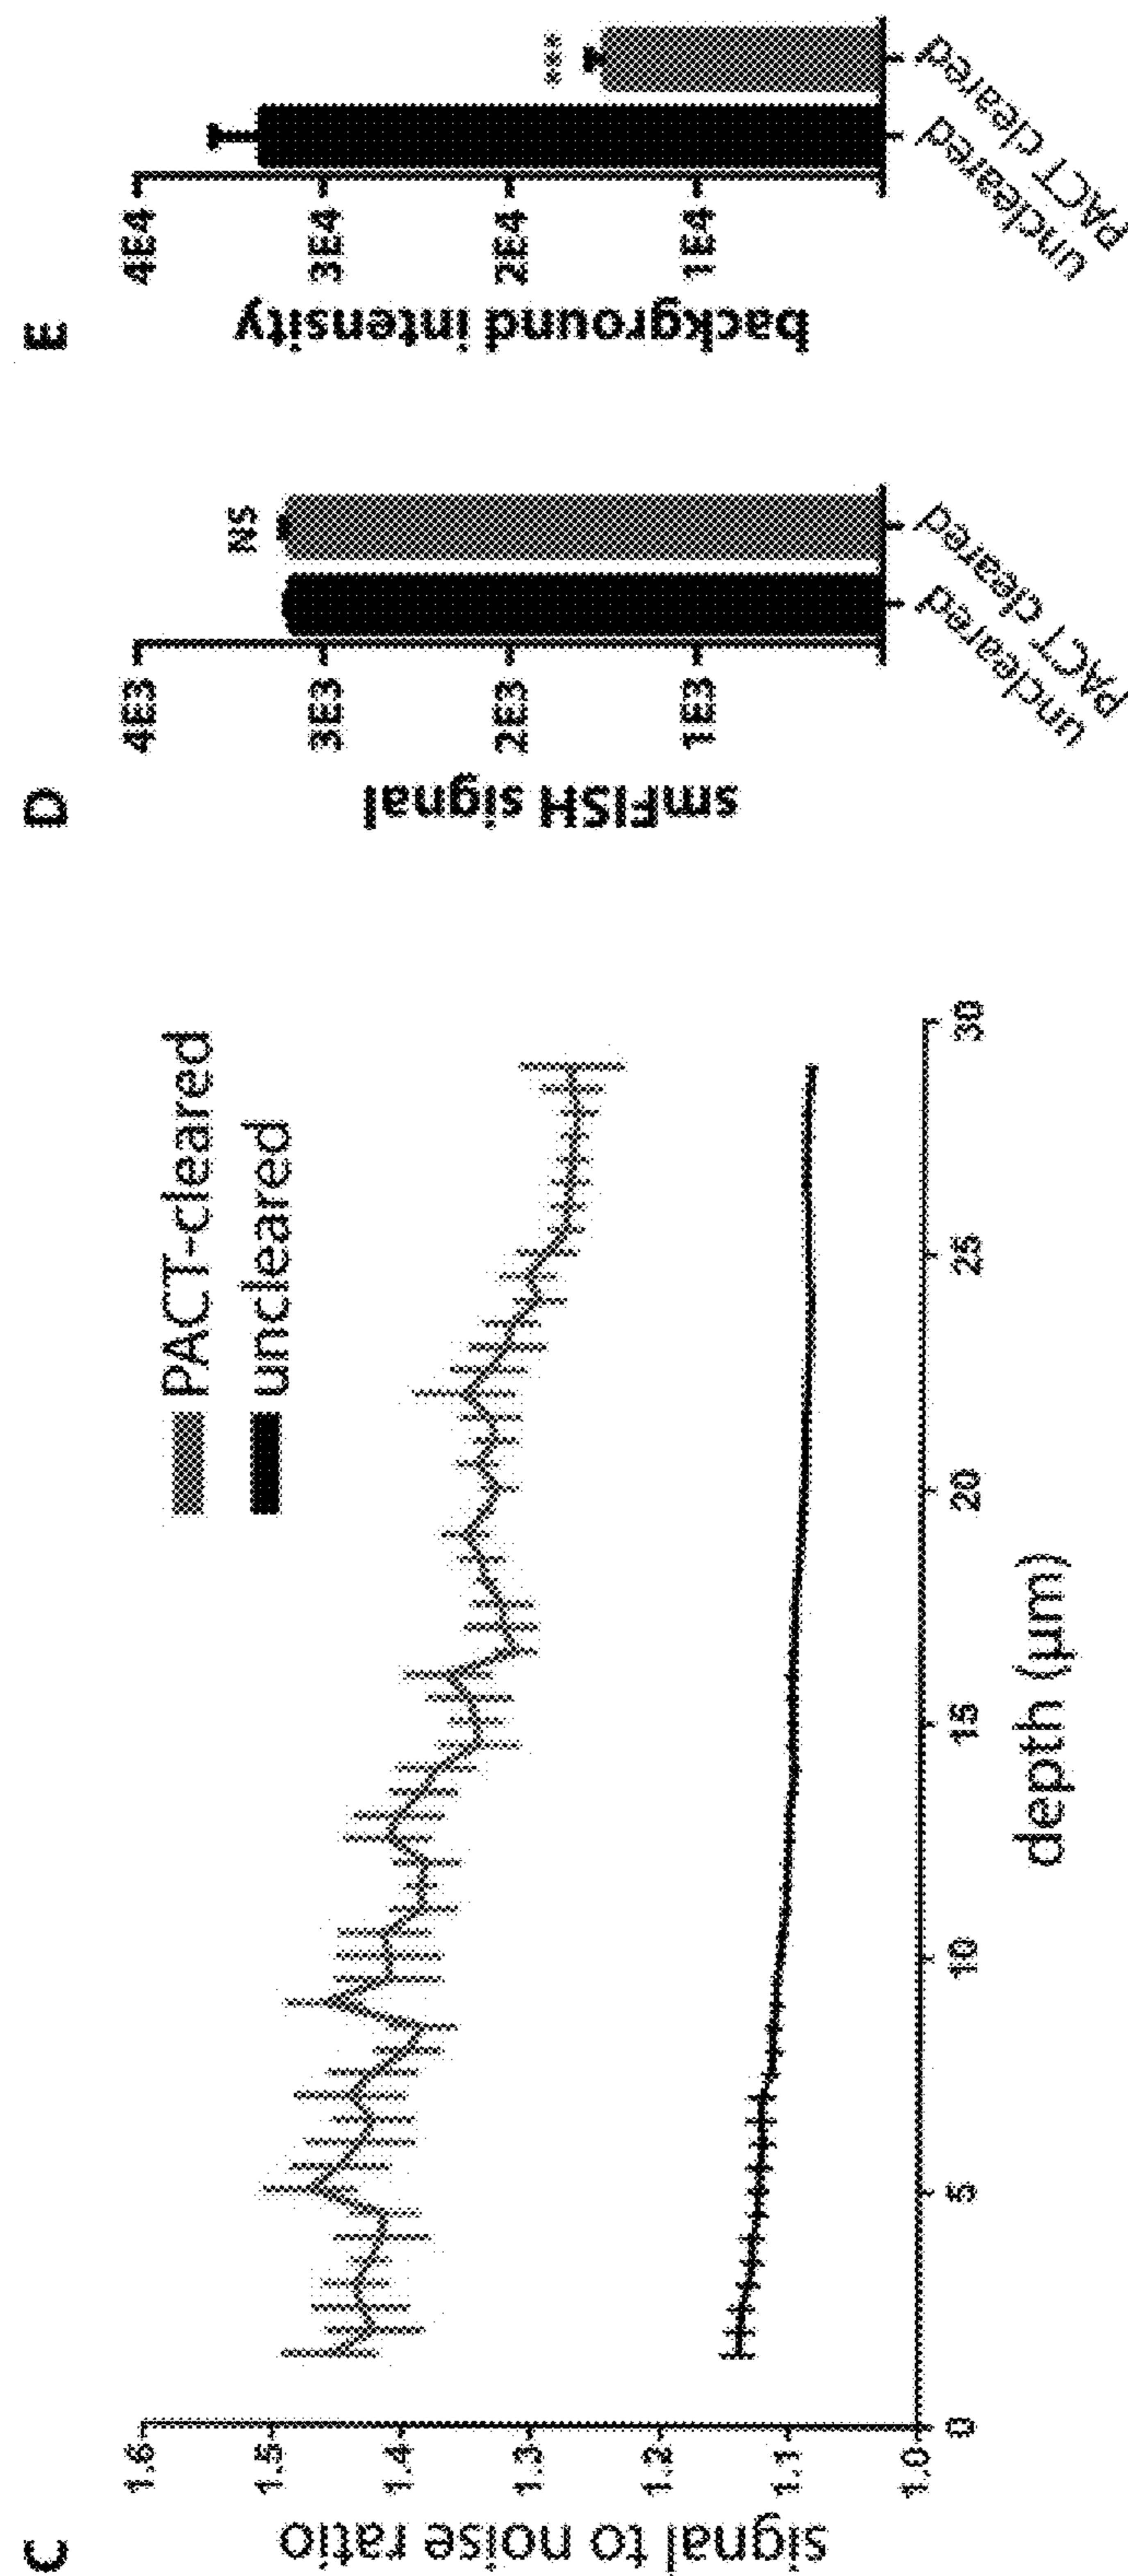 C
signal to noise ratio
1.6
1.5
1.4
1.3
1.2
1.1
1.0
0
5
10
15
20
25
30
depth (µm)
PACT-cleared
uncleared
D
smFISH signal
4E3
3E3
2E3
1E3
NS
uncleared
PACT cleared
E
background intensity
4E4
3E4
2E4
1E4
***
uncleared
PACT cleared